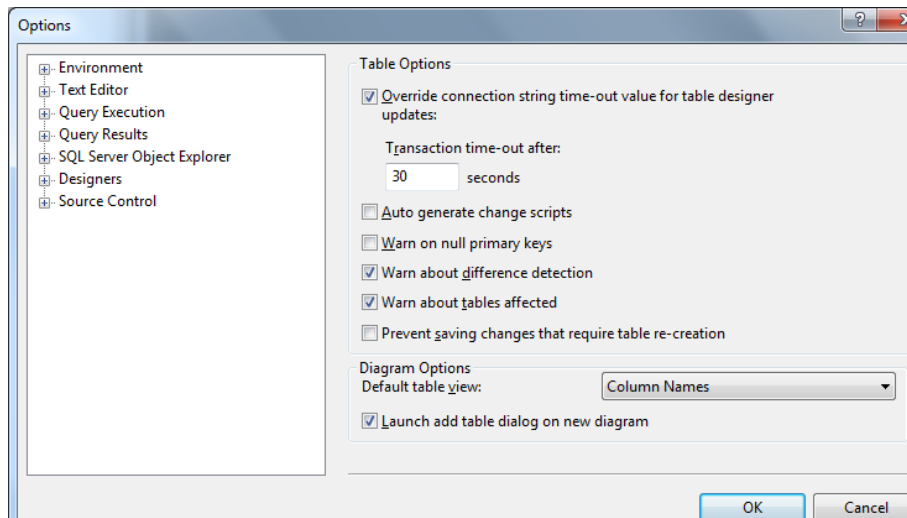 Options
Environment
Text Editor
Query Execution
Query Results
SQL Server Object Explorer
Designers
Source Control
Table Options
Override connection string time-out value for table designer
updates:
Transaction time-out after:
30 seconds
Auto generate change scripts
Warn on null primary keys
Warn about difference detection
Warn about tables affected
Prevent saving changes that require table re-creation
Diagram Options
Default table view: Column Names
Launch add table dialog on new diagram
OK Cancel